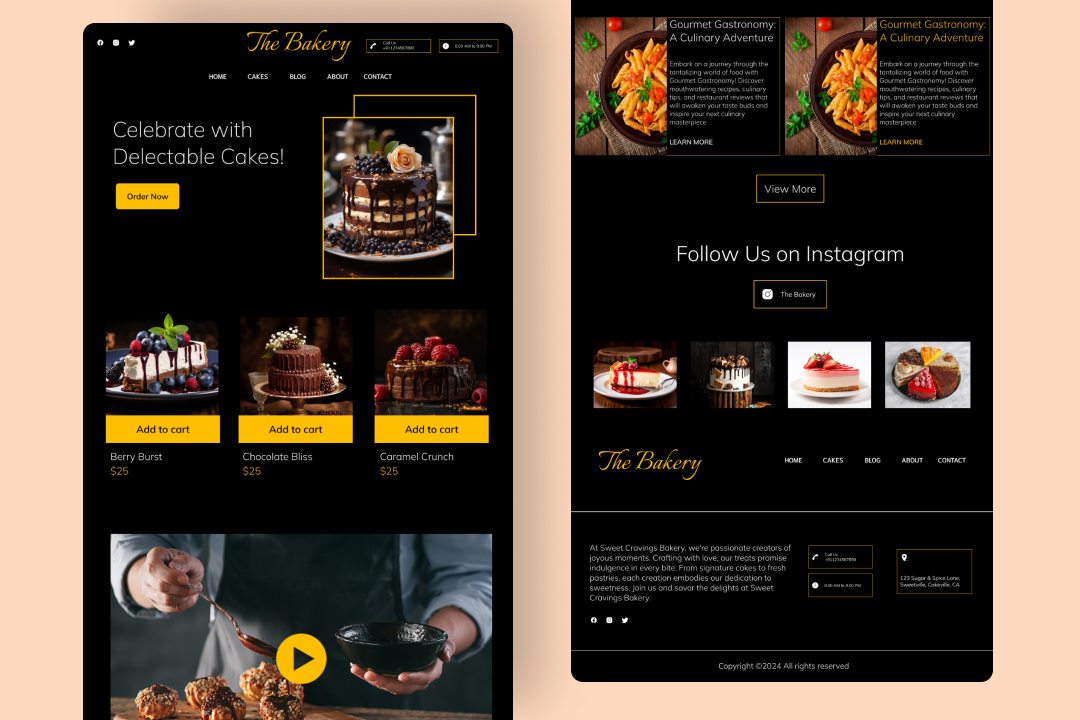 The Bakery
Call Us
+911234567890
8.00 AM to 9.00 PM
HOME CAKES BLOG ABOUT CONTACT
Celebrate with
Delectable Cakes!
Order Now
Add to cart
Berry Burst
$25
Add to cart
Chocolate Bliss
$25
Add to cart
Caramel Crunch
$25
Gourmet Gastronomy:
A Culinary Adventure
Embark on a journey through the
tantalizing world of food with
Gourmet Gastronomy! Discover
mouthwatering recipes, culinary
tips, and restaurant reviews that
will awaken your taste buds and
inspire your next culinary
masterpiece
LEARN MORE
Gourmet Gastronomy:
A Culinary Adventure
Embark on a journey through the
tantalizing world of food with
Gourmet Gastronomy! Discover
mouthwatering recipes, culinary
tips, and restaurant reviews that
will awaken your taste buds and
inspire your next culinary
masterpiece
LEARN MORE
View More
Follow Us on Instagram
The Bakery
The Bakery
HOME CAKES BLOG ABOUT CONTACT
At Sweet Cravings Bakery, we're passionate creators of
joyous moments. Crafting with love, our treats promise
indulgence in every bite. From signature cakes to fresh
pastries, each creation embodies our dedication to
sweetness. Join us and savor the delights at Sweet
Cravings Bakery.
Call Us
+911234567890
8.00 AM to 9.00 PM
123 Sugar & Spice Lane,
Sweetville, Cakeville, CA
Copyright ©2024 All rights reserved